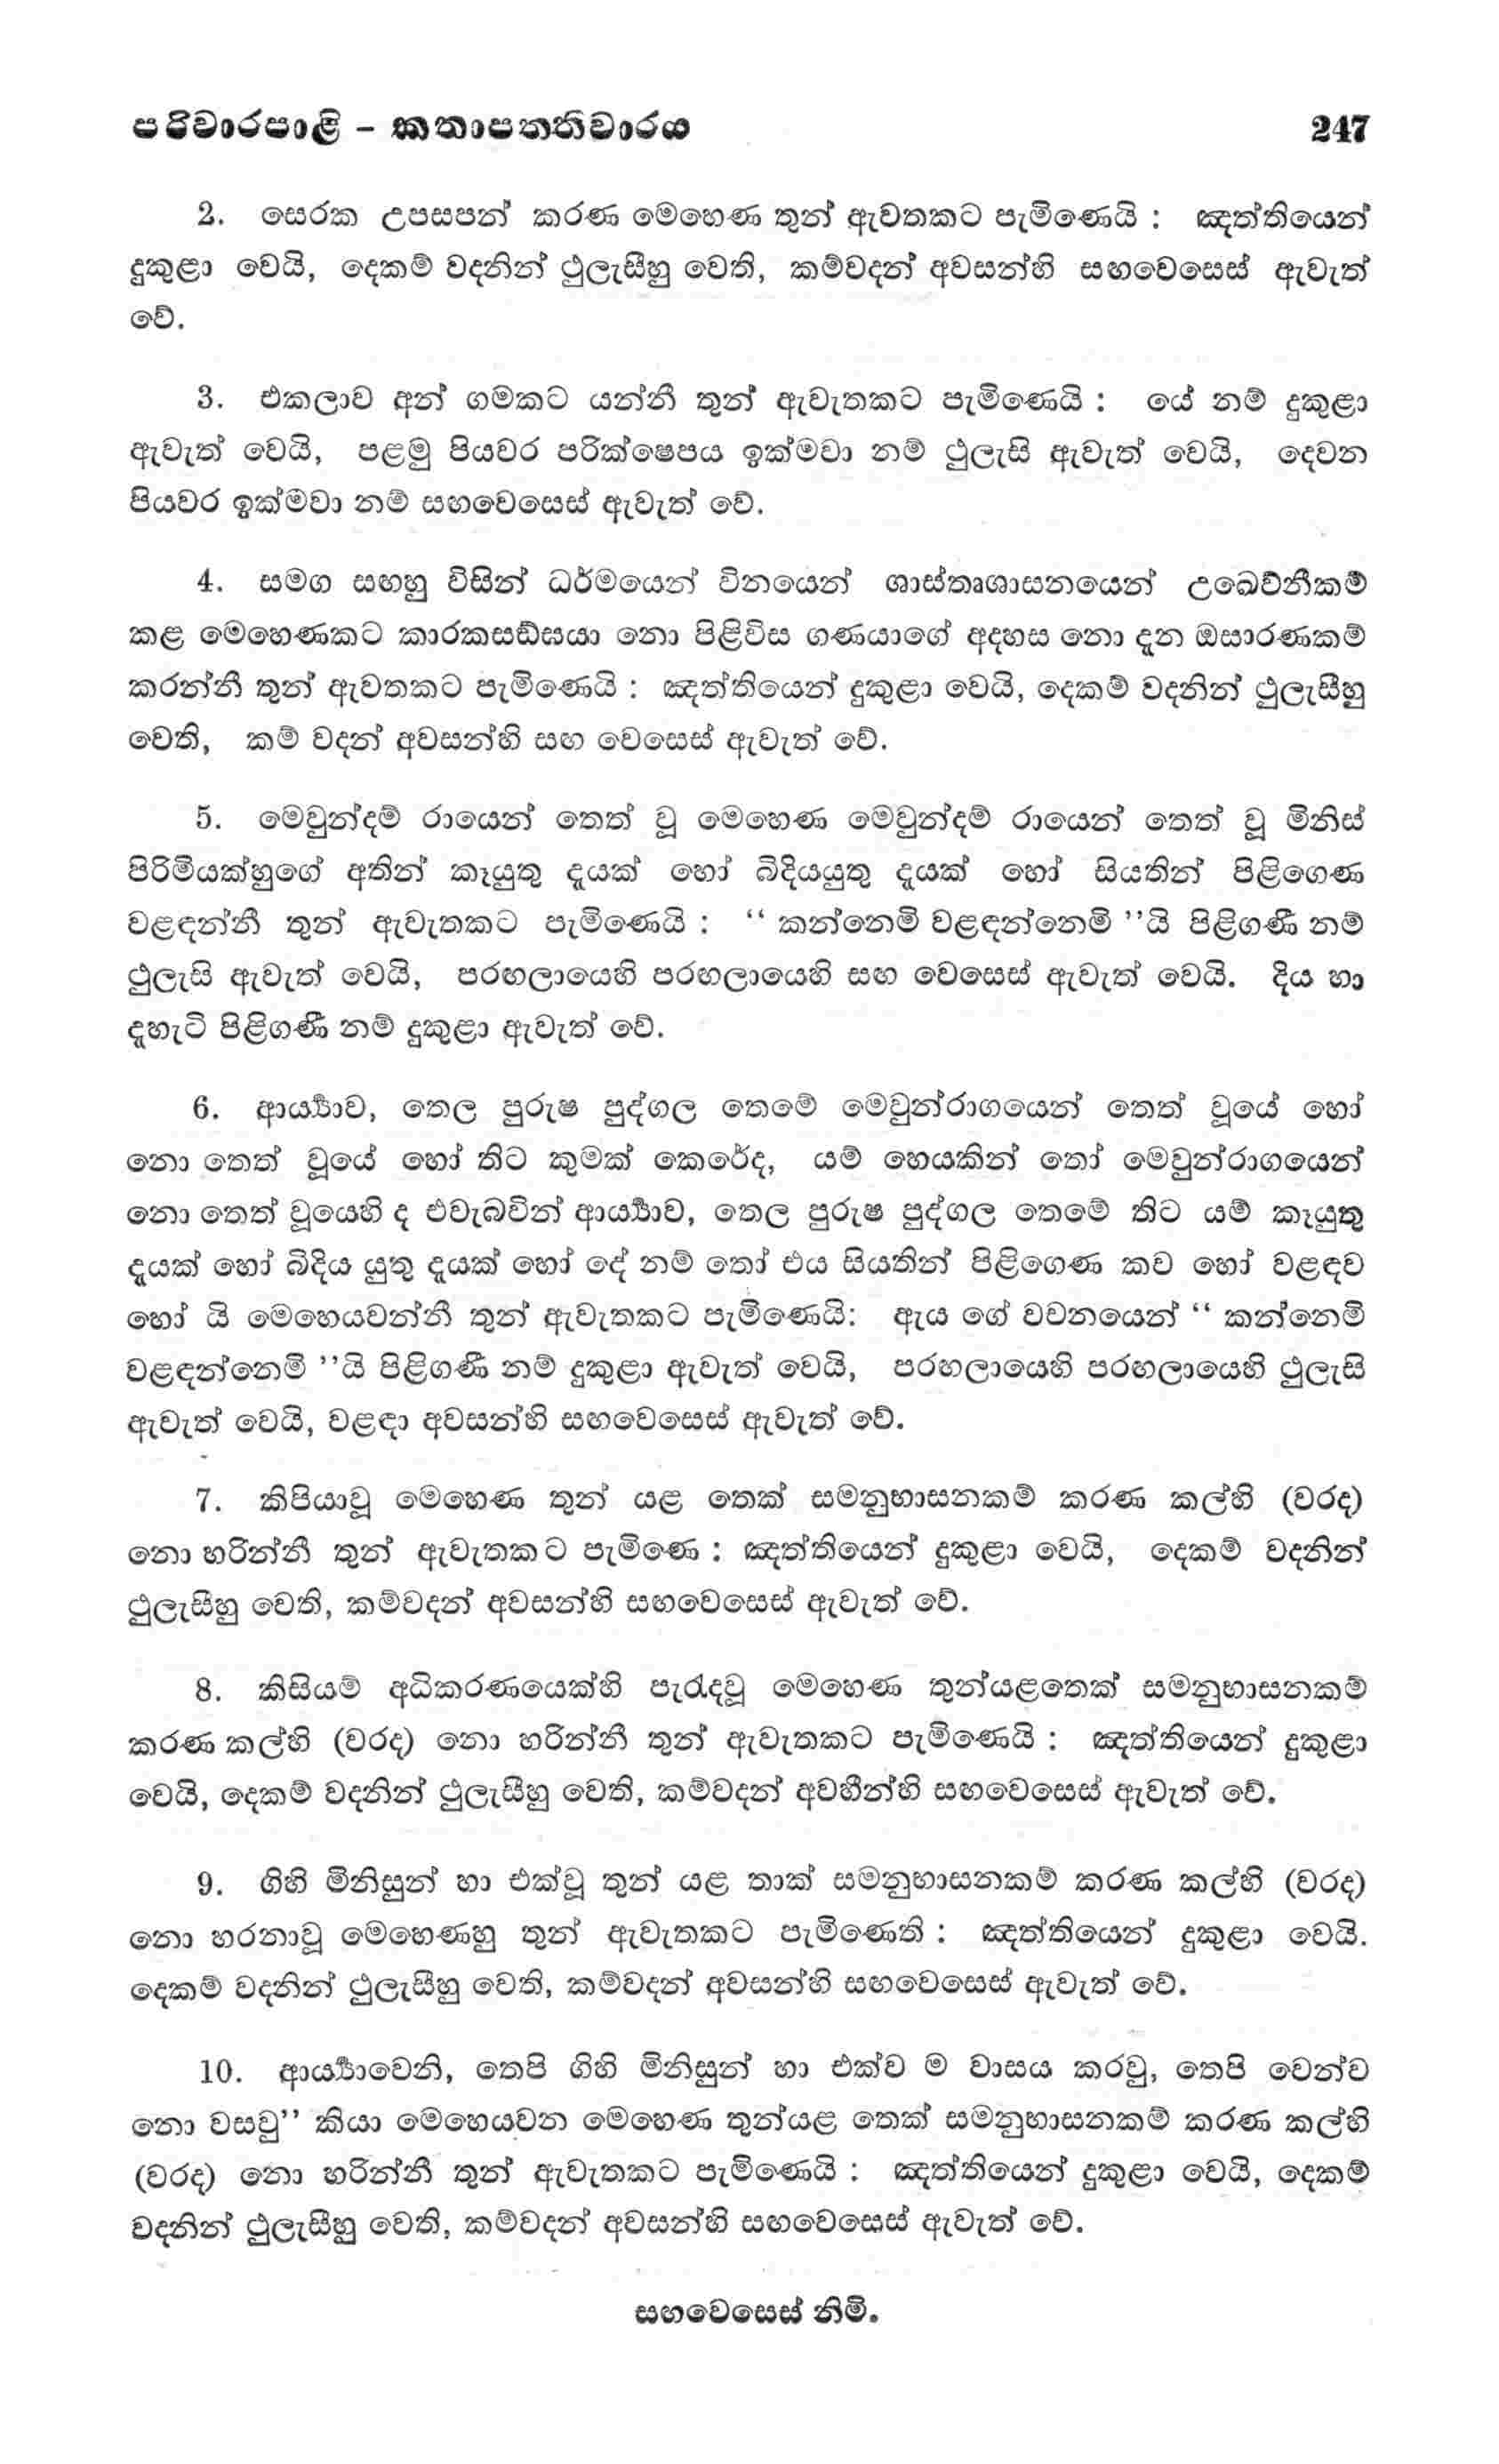 පරිවාරපාළි – කතාපතතිවාරය 247
2. සෙරක උපසපන් කරණ මෙහෙණ තුන් ඇවතකට පැමිණෙයි : ඤත්තියෙන්
දුකුළා වෙයි, දෙකම් වදනින් ථුලැසීහු වෙති, කම්වදන් අවසන්හි සඟවෙසෙස් ඇවැත්
වේ.
3. එකලාව අන් ගමකට යන්නී තුන් ඇවැතකට පැමිණෙයි : යේ නම් දුකුළා
ඇවැත් වෙයි, පළමු පියවර පරික්ෂෙපය ඉක්මවා නම් ථුලැසි ඇවැත් වෙයි, දෙවන
පියවර ඉක්මවා නම් සඟවෙසෙස් ඇවැත් වේ.
4. සමග සඟහු විසින් ධර්මයෙන් විනයෙන් ශාස්තෘශාසනයෙන් උඛෙව්නීකම්
කළ මෙහෙණකට කාරකසඞ්ඝයා නො පිළිවිස ගණයාගේ අදහස නො දැන ඔසාරණකම්
කරන්නී තුන් ඇවතකට පැමිණෙයි : ඤත්තියෙන් දුකුළා වෙයි, දෙකම් වදනින් ථුලැසීහු
වෙති, කම් වදන් අවසන්හි සඟ වෙසෙස් ඇවැත් වේ.
5. මෙවුන්දම් රායෙන් තෙත් වූ මෙහෙණ මෙවුන්දම් රායෙන් තෙත් වූ මිනිස්
පිරිමියක්හුගේ අතින් කෑයුතු දැයක් හෝ බිදියයුතු දැයක් හෝ සියතින් පිළිගෙණ
වළඳන්නී තුන් ඇවැතකට පැමිණෙයි : “ කන්නෙමි වළඳන්නෙමි ”යි පිළිගණී නම්
ථුලැසි ඇවැත් වෙයි, පරඟලායෙහි පරඟලායෙහි සඟ වෙසෙස් ඇවැත් වෙයි. දිය හා
දැහැටි පිළිගණී නම් දුකුළා ඇවැත් වේ.
6. ආර්‍ය්‍යාව, තෙල පුරුෂ පුද්ගල තෙමේ මෙවුන්රාගයෙන් තෙත් වූයේ හෝ
නො තෙත් වූයේ හෝ තිට කුමක් කෙරේද, යම් හෙයකින් තෝ මෙවුන්රාගයෙන්
නො තෙත් වූයෙහි ද එවැබවින් ආර්‍ය්‍යාව, තෙල පුරුෂ පුද්ගල තෙමේ තිට යම් කෑයුතු
දැයක් හෝ බිදිය යුතු දැයක් හෝ දේ නම් තෝ එය සියතින් පිළිගෙණ කව හෝ වළඳව
හෝ යි මෙහෙයවන්නී තුන් ඇවැතකට පැමිණෙයි: ඇය ගේ වචනයෙන් “ කන්නෙමි
වළඳන්නෙමි ”යි පිළිගණී නම් දුකුළා ඇවැත් වෙයි, පරඟලායෙහි පරඟලායෙහි ථුලැසි
ඇවැත් වෙයි, වළඳා අවසන්හි සඟවෙසෙස් ඇවැත් වේ.
7. කිපියාවූ මෙහෙණ තුන් යළ තෙක් සමනුභාසනකම් කරණ කල්හි (වරද)
නො හරින්නී තුන් ඇවැතකට පැමිණෙ : ඤත්තියෙන් දුකුළා වෙයි, දෙකම් වදනින්
ථුලැසීහු වෙති, කම්වදන් අවසන්හි සඟවෙසෙස් ඇවැත් වේ.
8. කිසියම් අධිකරණයෙක්හි පැරැදවූ මෙහෙණ තුන්යළතෙක් සමනුභාසනකම්
කරණ කල්හි (වරද) නො හරින්නී තුන් ඇවැතකට පැමිණෙයි : ඤත්තියෙන් දුකුළා
වෙයි, දෙකම් වදනින් ථුලැසීහු වෙති, කම්වදන් අවහීන්හි සඟවෙසෙස් ඇවැත් වේ.
9. ගිහි මිනිසුන් හා එක්වූ තුන් යළ තාක් සමනුභාසනකම් කරණ කල්හි (වරද)
නො හරනාවූ මෙහෙණහු තුන් ඇවැතකට පැමිණෙති : ඤත්තියෙන් දුකුළා වෙයි.
දෙකම් වදනින් ථුලැසීහු වෙති, කම්වදන් අවසන්හි සඟවෙසෙස් ඇවැත් වේ.
10. ආර්‍ය්‍යාවෙනි, තෙපි ගිහි මිනිසුන් හා එක්ව ම වාසය කරවු, තෙපි වෙන්ව
නො වසවු” කියා මෙහෙයවන මෙහෙණ තුන්යළ තෙක් සමනුභාසනකම් කරණ කල්හි
(වරද) නො හරින්නී තුන් ඇවැතකට පැමිණෙයි : ඤත්තියෙන් දුකුළා වෙයි, දෙකම්
වදනින් ථුලැසීහු වෙති, කම්වදන් අවසන්හි සඟවෙසෙස් ඇවැත් වේ.
සඟවෙසෙස් නිමි.